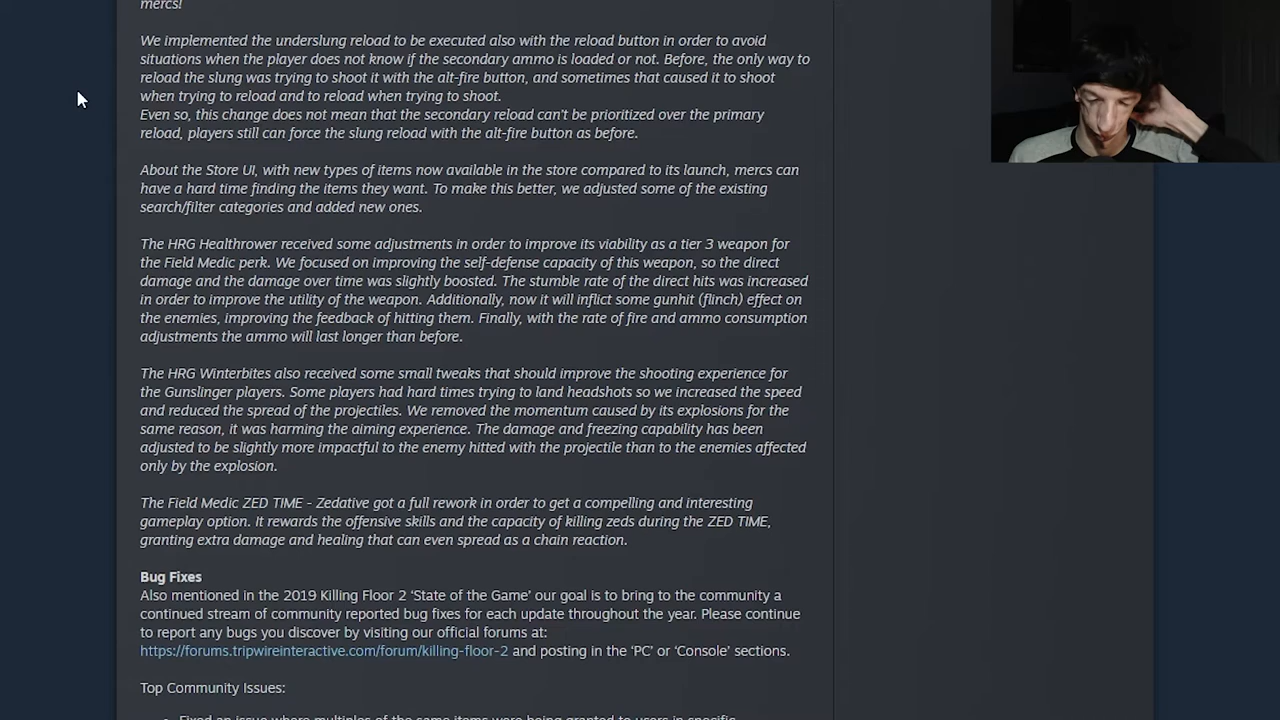 mercs!
We implemented the underslung reload to be executed also with the reload button in order to avoid
situations when the player does not know if the secondary ammo is loaded or not. Before, the only way to
reload the slung was trying to shoot it with the alt-fire button, and sometimes that caused it to shoot
when trying to reload and to reload when trying to shoot.
Even so, this change does not mean that the secondary reload can't be prioritized over the primary
reload, players still can force the slung reload with the alt-fire button as before.
About the Store UI, with new types of items now available in the store compared to its launch, mercs can
have a hard time finding the items they want. To make this better, we adjusted some of the existing
search/filter categories and added new ones.
The HRG Healthrower received some adjustments in order to improve its viability as a tier 3 weapon for
the Field Medic perk. We focused on improving the self-defense capacity of this weapon, so the direct
damage and the damage over time was slightly boosted. The stumble rate of the direct hits was increased
in order to improve the utility of the weapon. Additionally, now it will inflict some gunhit (flinch) effect on
the enemies, improving the feedback of hitting them. Finally, with the rate of fire and ammo consumption
adjustments the ammo will last longer than before.
The HRG Winterbites also received some small tweaks that should improve the shooting experience for
the Gunslinger players. Some players had hard times trying to land headshots so we increased the speed
and reduced the spread of the projectiles. We removed the momentum caused by its explosions for the
same reason, it was harming the aiming experience. The damage and freezing capability has been
adjusted to be slightly more impactful to the enemy hitted with the projectile than to the enemies affected
only by the explosion.
The Field Medic ZED TIME - Zedative got a full rework in order to get a compelling and interesting
gameplay option. It rewards the offensive skills and the capacity of killing zeds during the ZED TIME,
granting extra damage and healing that can even spread as a chain reaction.
Bug Fixes
Also mentioned in the 2019 Killing Floor 2 ‘State of the Game’ our goal is to bring to the community a
continued stream of community reported bug fixes for each update throughout the year. Please continue
to report any bugs you discover by visiting our official forums at:
https://forums.tripwireinteractive.com/forum/killing-floor-2 and posting in the ‘PC’ or ‘Console’ sections.
Top Community Issues:
Fixed an issue where multiples of the same items were being granted to users in specific